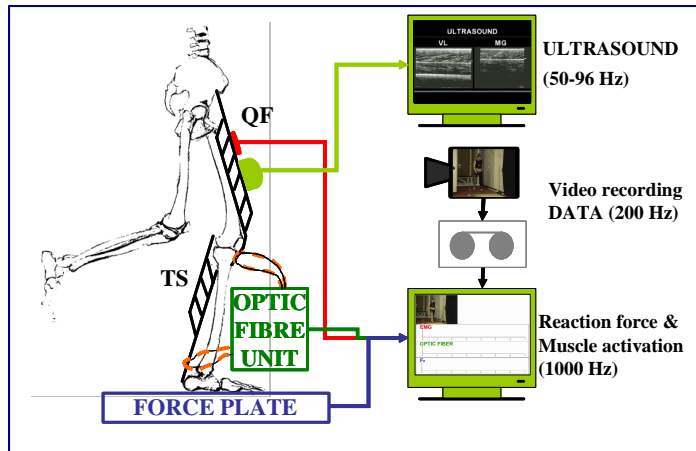 QF
TS
OPTIC
FIBRE
UNIT
FORCE PLATE
ULTRASOUND
VL MG
ULTRASOUND
(50-96 Hz)
Video recording
DATA (200 Hz)
EMG
OPTIC FIBER
Reaction force &
Muscle activation
(1000 Hz)